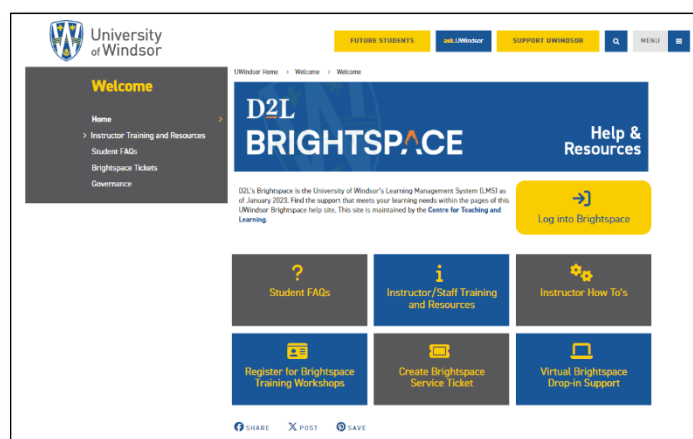 University
of Windsor
FUTURE STUDENTS
ask.UWindsor
SUPPORT UWINDSOR
MENU
Welcome
Home
Instructor Training and Resources
Student FAQs
Brightspace Tickets
Governance
UWindsor Home > Welcome > Welcome
D2L
BRIGHTSPACE
Help &
Resources
D2L's Brightspace is the University of Windsor's Learning Management System (LMS) as
of January 2023. Find the support that meets your learning needs within the pages of this
UWindsor Brightspace help site. This site is maintained by the Centre for Teaching and
Learning.
Log into Brightspace
Student FAQs
Instructor/Staff Training
and Resources
Instructor How To's
Register for Brightspace
Training Workshops
Create Brightspace
Service Ticket
Virtual Brightspace
Drop-in Support
SHARE
POST
SAVE